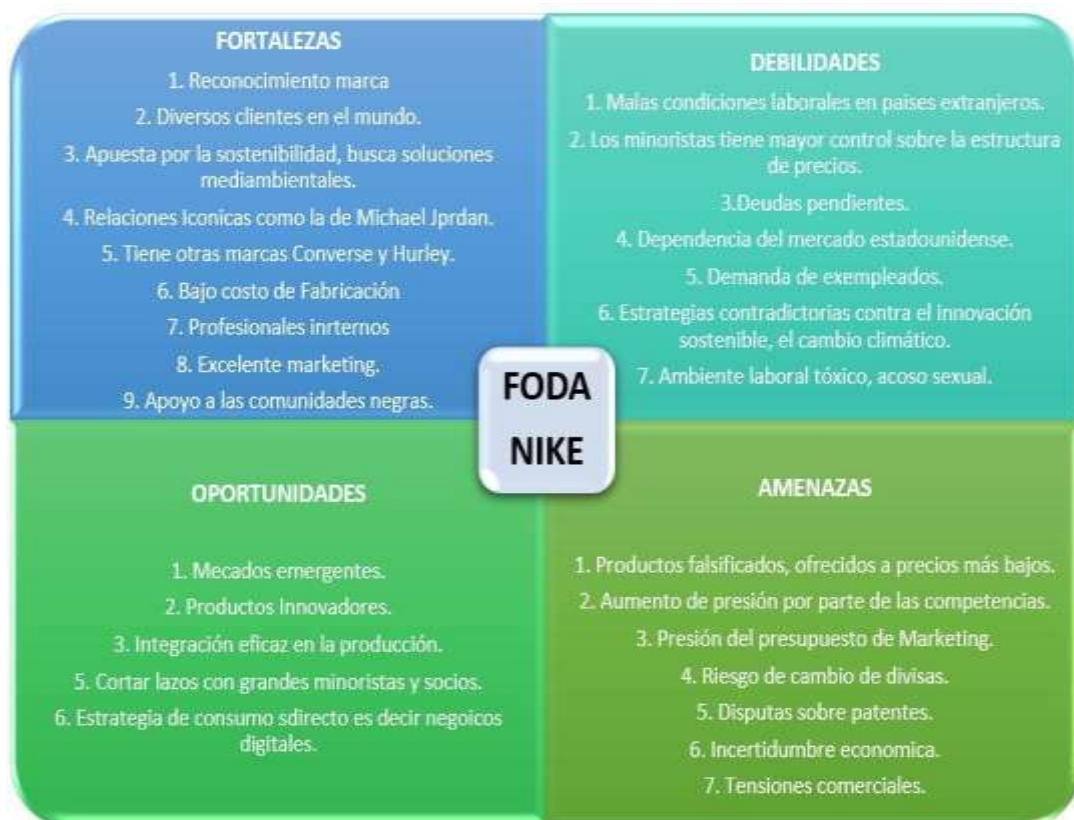 FORTALEZAS
1. Reconocimiento marca
2. Diversos clientes en el mundo.
3. Apuesta por la sostenibilidad, busca soluciones
mediambientales.
4. Relaciones iconicas como la de Michael Jprdan.
5. Tiene otras marcas Converse y Hurley.
6. Bajo costo de Fabricación
7. Profesionales inrternos
8. Excelente marketing.
9. Apoyo a las comunidades negras.
DEBILIDADES
1. Malas condiciones laborales en paises extranjeros.
2. Los minoristas tiene mayor control sobre la estructura
de precios.
3.Deudas pendientes.
4. Dependencia del mercado estadounidense.
5. Demanda de exempleados.
6. Estrategias contradictorias contra el innovación
sostenible, el cambio climático.
7. Ambiente laboral tóxico, acoso sexual.
FODA
NIKE
OPORTUNIDADES
1. Mecados emergentes.
2. Productos Innovadores.
3. Integración eficaz en la producción.
5. Cortar lazos con grandes minoristas y socios.
6. Estrategia de consumo sdirecto es decir negoicos
digitales.
AMENAZAS
1. Productos falsificados, ofrecidos a precios más bajos.
2. Aumento de presión por parte de las competencias.
3. Presión del presupuesto de Marketing.
4. Riesgo de cambio de divisas.
5. Disputas sobre patentes.
6. Incertidumbre economica.
7. Tensiones comerciales.